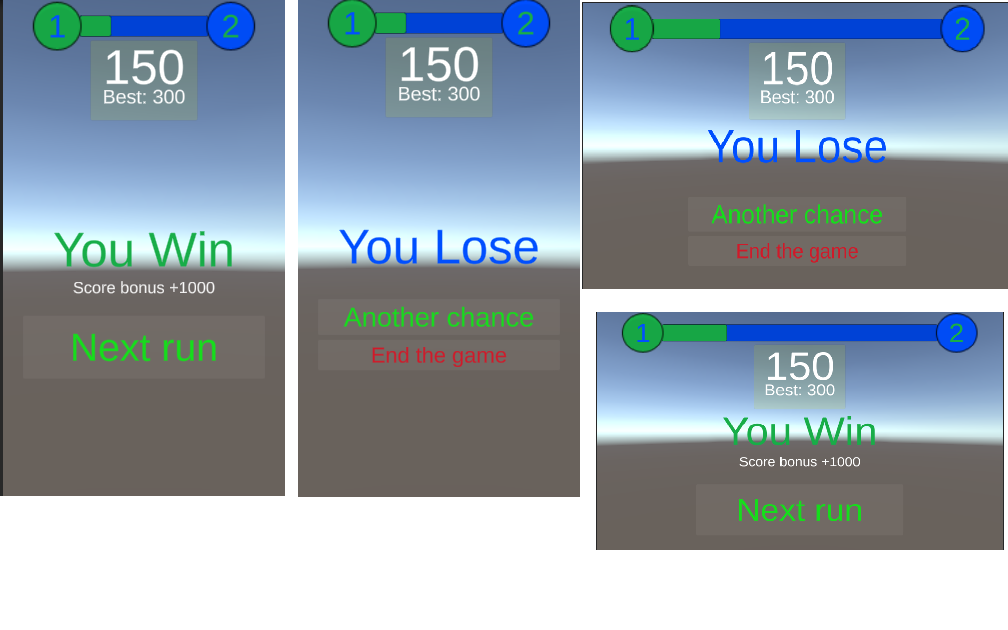 1 2
150
Best: 300
You Win
Score bonus +1000
Next run
1 2
150
Best: 300
You Lose
Another chance
End the game
1 2
150
Best: 300
You Lose
Another chance
End the game
1 2
150
Best: 300
You Win
Score bonus +1000
Next run